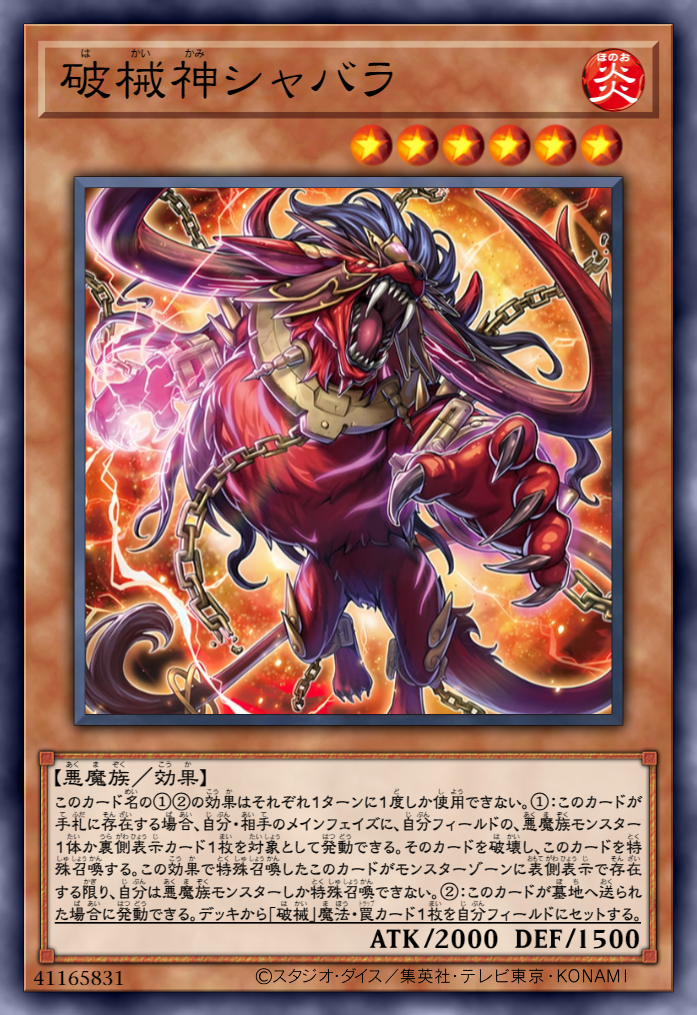 破械神シャバラ
炎
【悪魔族／効果】
このカード名の①②の効果はそれぞれ1ターンに1度しか使用できない。①：このカードが
手札に存在する場合、自分・相手のメインフェイズに、自分フィールドの、悪魔族モンスター
1体か裏側表示カード1枚を対象として発動できる。そのカードを破壊し、このカードを特
殊召喚する。この効果で特殊召喚したこのカードがモンスターゾーンに表側表示で存在
する限り、自分は悪魔族モンスターしか特殊召喚できない。②：このカードが墓地へ送られ
た場合に発動できる。デッキから「破械」魔法・罠カード1枚を自分フィールドにセットする。
ATK/2000 DEF/1500
41165831 ©スタジオ・ダイス／集英社・テレビ東京・KONAMI